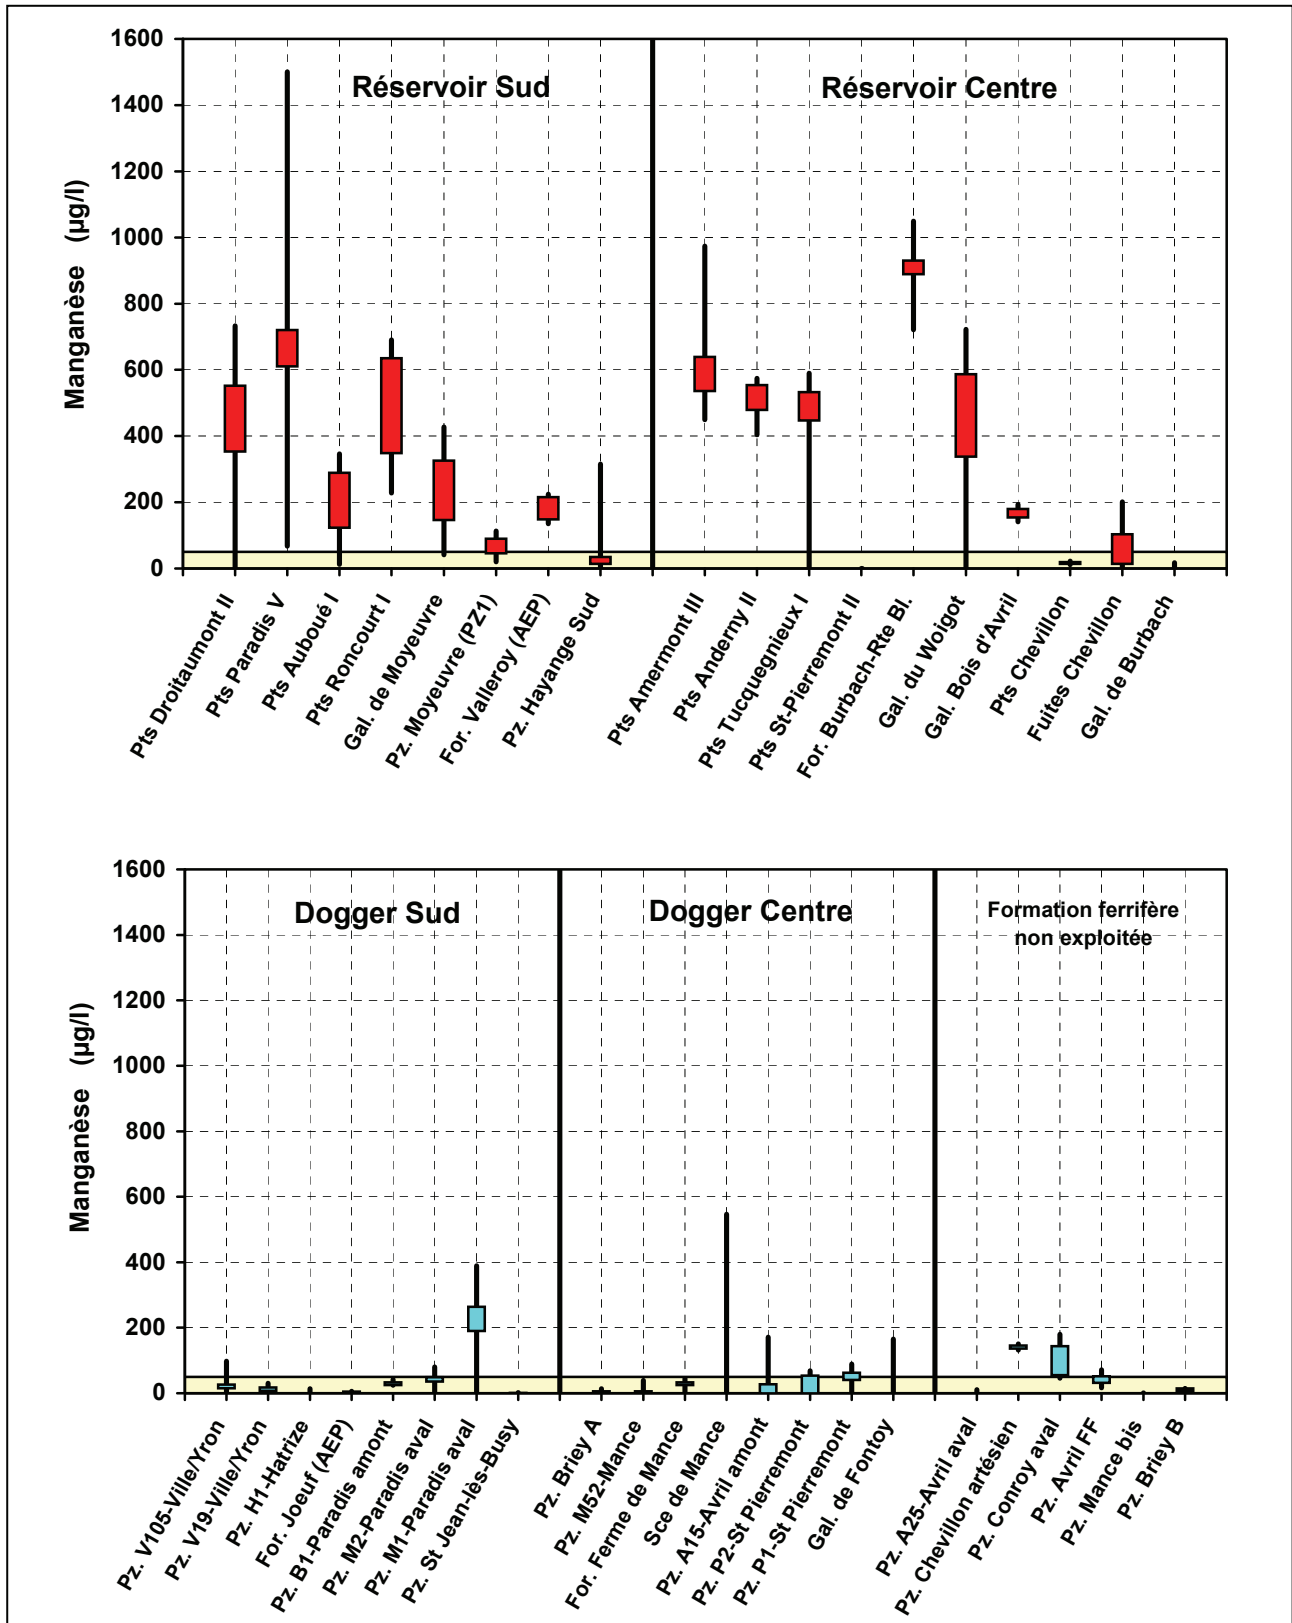 1600
1400
1200
1000
800
600
400
200
0
Manganèse (µg/l)
Réservoir Sud
Réservoir Centre
Pts Droitaumont II
Pts Paradis V
Pts Auboué I
Pts Roncourt I
Gal. de Moyeuvre
Pz. Moyeuvre (PZ1)
For. Valleroy (AEP)
Pz. Hayange Sud
Pts Amermont III
Pts Anderny II
Pts Tucquegnieux I
Pts St-Pierremont II
For. Burbach-Rte Bl.
Gal. du Woigot
Gal. Bois d'Avril
Pts Chevillon
Fuites Chevillon
Gal. de Burbach
1600
1400
1200
1000
800
600
400
200
0
Manganèse (µg/l)
Dogger Sud
Dogger Centre
Formation ferrifère
non exploitée
Pz. V105-Ville/Yron
Pz. V19-Ville/Yron
Pz. H1-Hatrize
For. Joeuf (AEP)
Pz. B1-Paradis amont
Pz. M2-Paradis aval
Pz. M1-Paradis aval
Pz. St Jean-lès-Busy
Pz. Briey A
Pz. M52-Mance
For. Ferme de Mance
Sce de Mance
Pz. A15-Avril amont
Pz. P2-St Pierremont
Pz. P1-St Pierremont
Gal. de Fontoy
Pz. A25-Avril aval
Pz. Chevillon artésien
Pz. Conroy aval
Pz. Avril FF
Pz. Mance bis
Pz. Briey B